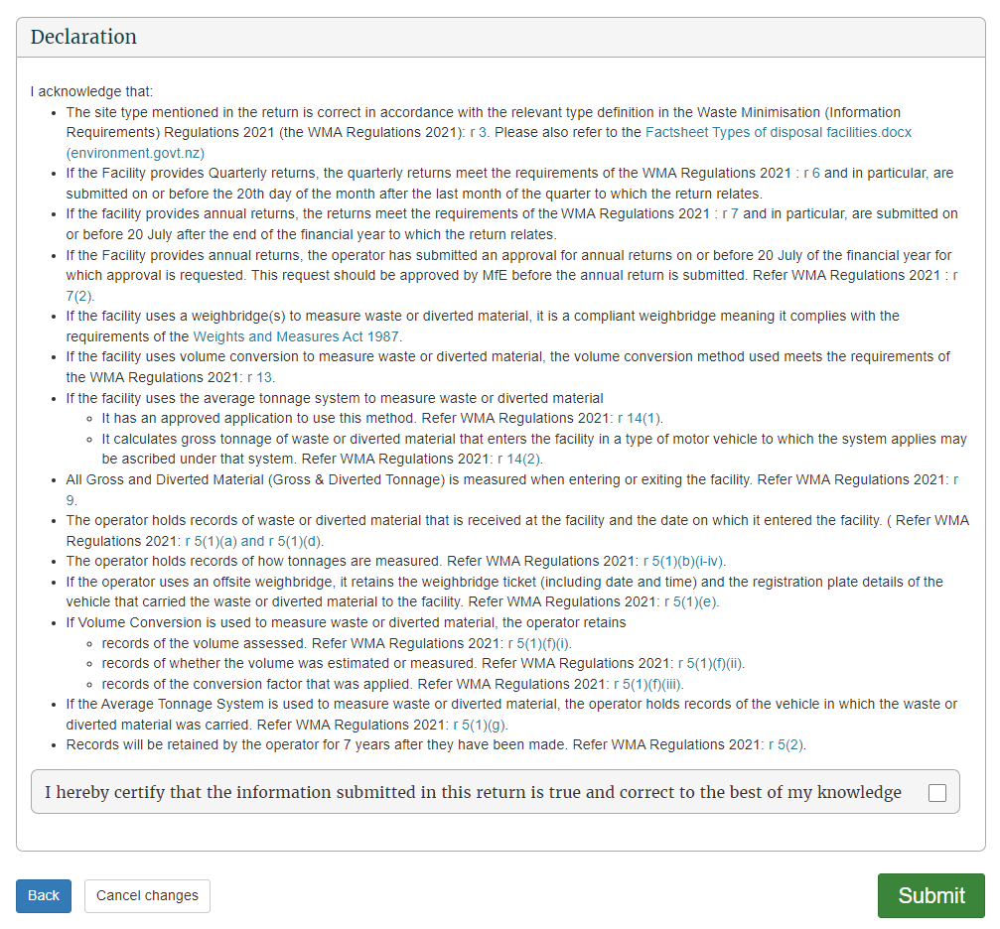 Declaration
I acknowledge that:
• The site type mentioned in the return is correct in accordance with the relevant type definition in the Waste Minimisation (Information
Requirements) Regulations 2021 (the WMA Regulations 2021): r 3. Please also refer to the Factsheet Types of disposal facilities.docx
(environment.govt.nz)
• If the Facility provides Quarterly returns, the quarterly returns meet the requirements of the WMA Regulations 2021 : r 6 and in particular, are
submitted on or before the 20th day of the month after the last month of the quarter to which the return relates.
• If the facility provides annual returns, the returns meet the requirements of the WMA Regulations 2021 : r 7 and in particular, are submitted on
or before 20 July after the end of the financial year to which the return relates.
• If the Facility provides annual returns, the operator has submitted an approval for annual returns on or before 20 July of the financial year for
which approval is requested. This request should be approved by MfE before the annual return is submitted. Refer WMA Regulations 2021 : r
7(2).
• If the facility uses a weighbridge(s) to measure waste or diverted material, it is a compliant weighbridge meaning it complies with the
requirements of the Weights and Measures Act 1987.
• If the facility uses volume conversion to measure waste or diverted material, the volume conversion method used meets the requirements of
the WMA Regulations 2021: r 13.
• If the facility uses the average tonnage system to measure waste or diverted material
◦ It has an approved application to use this method. Refer WMA Regulations 2021: r 14(1).
◦ It calculates gross tonnage of waste or diverted material that enters the facility in a type of motor vehicle to which the system applies may
be ascribed under that system. Refer WMA Regulations 2021: r 14(2).
• All Gross and Diverted Material (Gross & Diverted Tonnage) is measured when entering or exiting the facility. Refer WMA Regulations 2021: r
9.
• The operator holds records of waste or diverted material that is received at the facility and the date on which it entered the facility. ( Refer WMA
Regulations 2021: r 5(1)(a) and r 5(1)(d).
• The operator holds records of how tonnages are measured. Refer WMA Regulations 2021: r 5(1)(b)(i-iv).
• If the operator uses an offsite weighbridge, it retains the weighbridge ticket (including date and time) and the registration plate details of the
vehicle that carried the waste or diverted material to the facility. Refer WMA Regulations 2021: r 5(1)(e).
• If Volume Conversion is used to measure waste or diverted material, the operator retains
◦ records of the volume assessed. Refer WMA Regulations 2021: r 5(1)(f)(i).
◦ records of whether the volume was estimated or measured. Refer WMA Regulations 2021: r 5(1)(f)(ii).
◦ records of the conversion factor that was applied. Refer WMA Regulations 2021: r 5(1)(f)(iii).
• If the Average Tonnage System is used to measure waste or diverted material, the operator holds records of the vehicle in which the waste or
diverted material was carried. Refer WMA Regulations 2021: r 5(1)(g).
• Records will be retained by the operator for 7 years after they have been made. Refer WMA Regulations 2021: r 5(2).
I hereby certify that the information submitted in this return is true and correct to the best of my knowledge
Back
Cancel changes
Submit